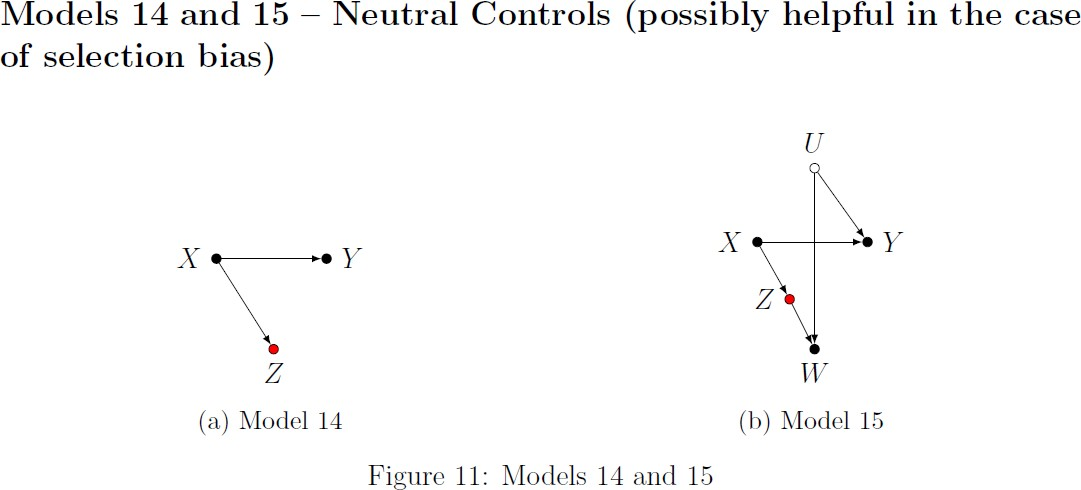 Models 14 and 15 – Neutral Controls (possibly helpful in the case
of selection bias)
X
Y
Z
(a) Model 14
U
X
Y
Z
W
(b) Model 15
Figure 11: Models 14 and 15